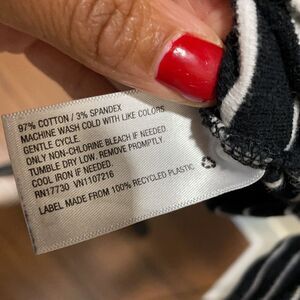 97% COTTON / 3% SPANDEX
MACHINE WASH COLD WITH LIKE COLORS
GENTLE CYCLE.
ONLY NON-CHLORINE BLEACH IF NEEDED.
TUMBLE DRY LOW. REMOVE PROMPTLY.
COOL IRON IF NEEDED.
RN17730 VN1107216
LABEL MADE FROM 100% RECYCLED PLASTIC